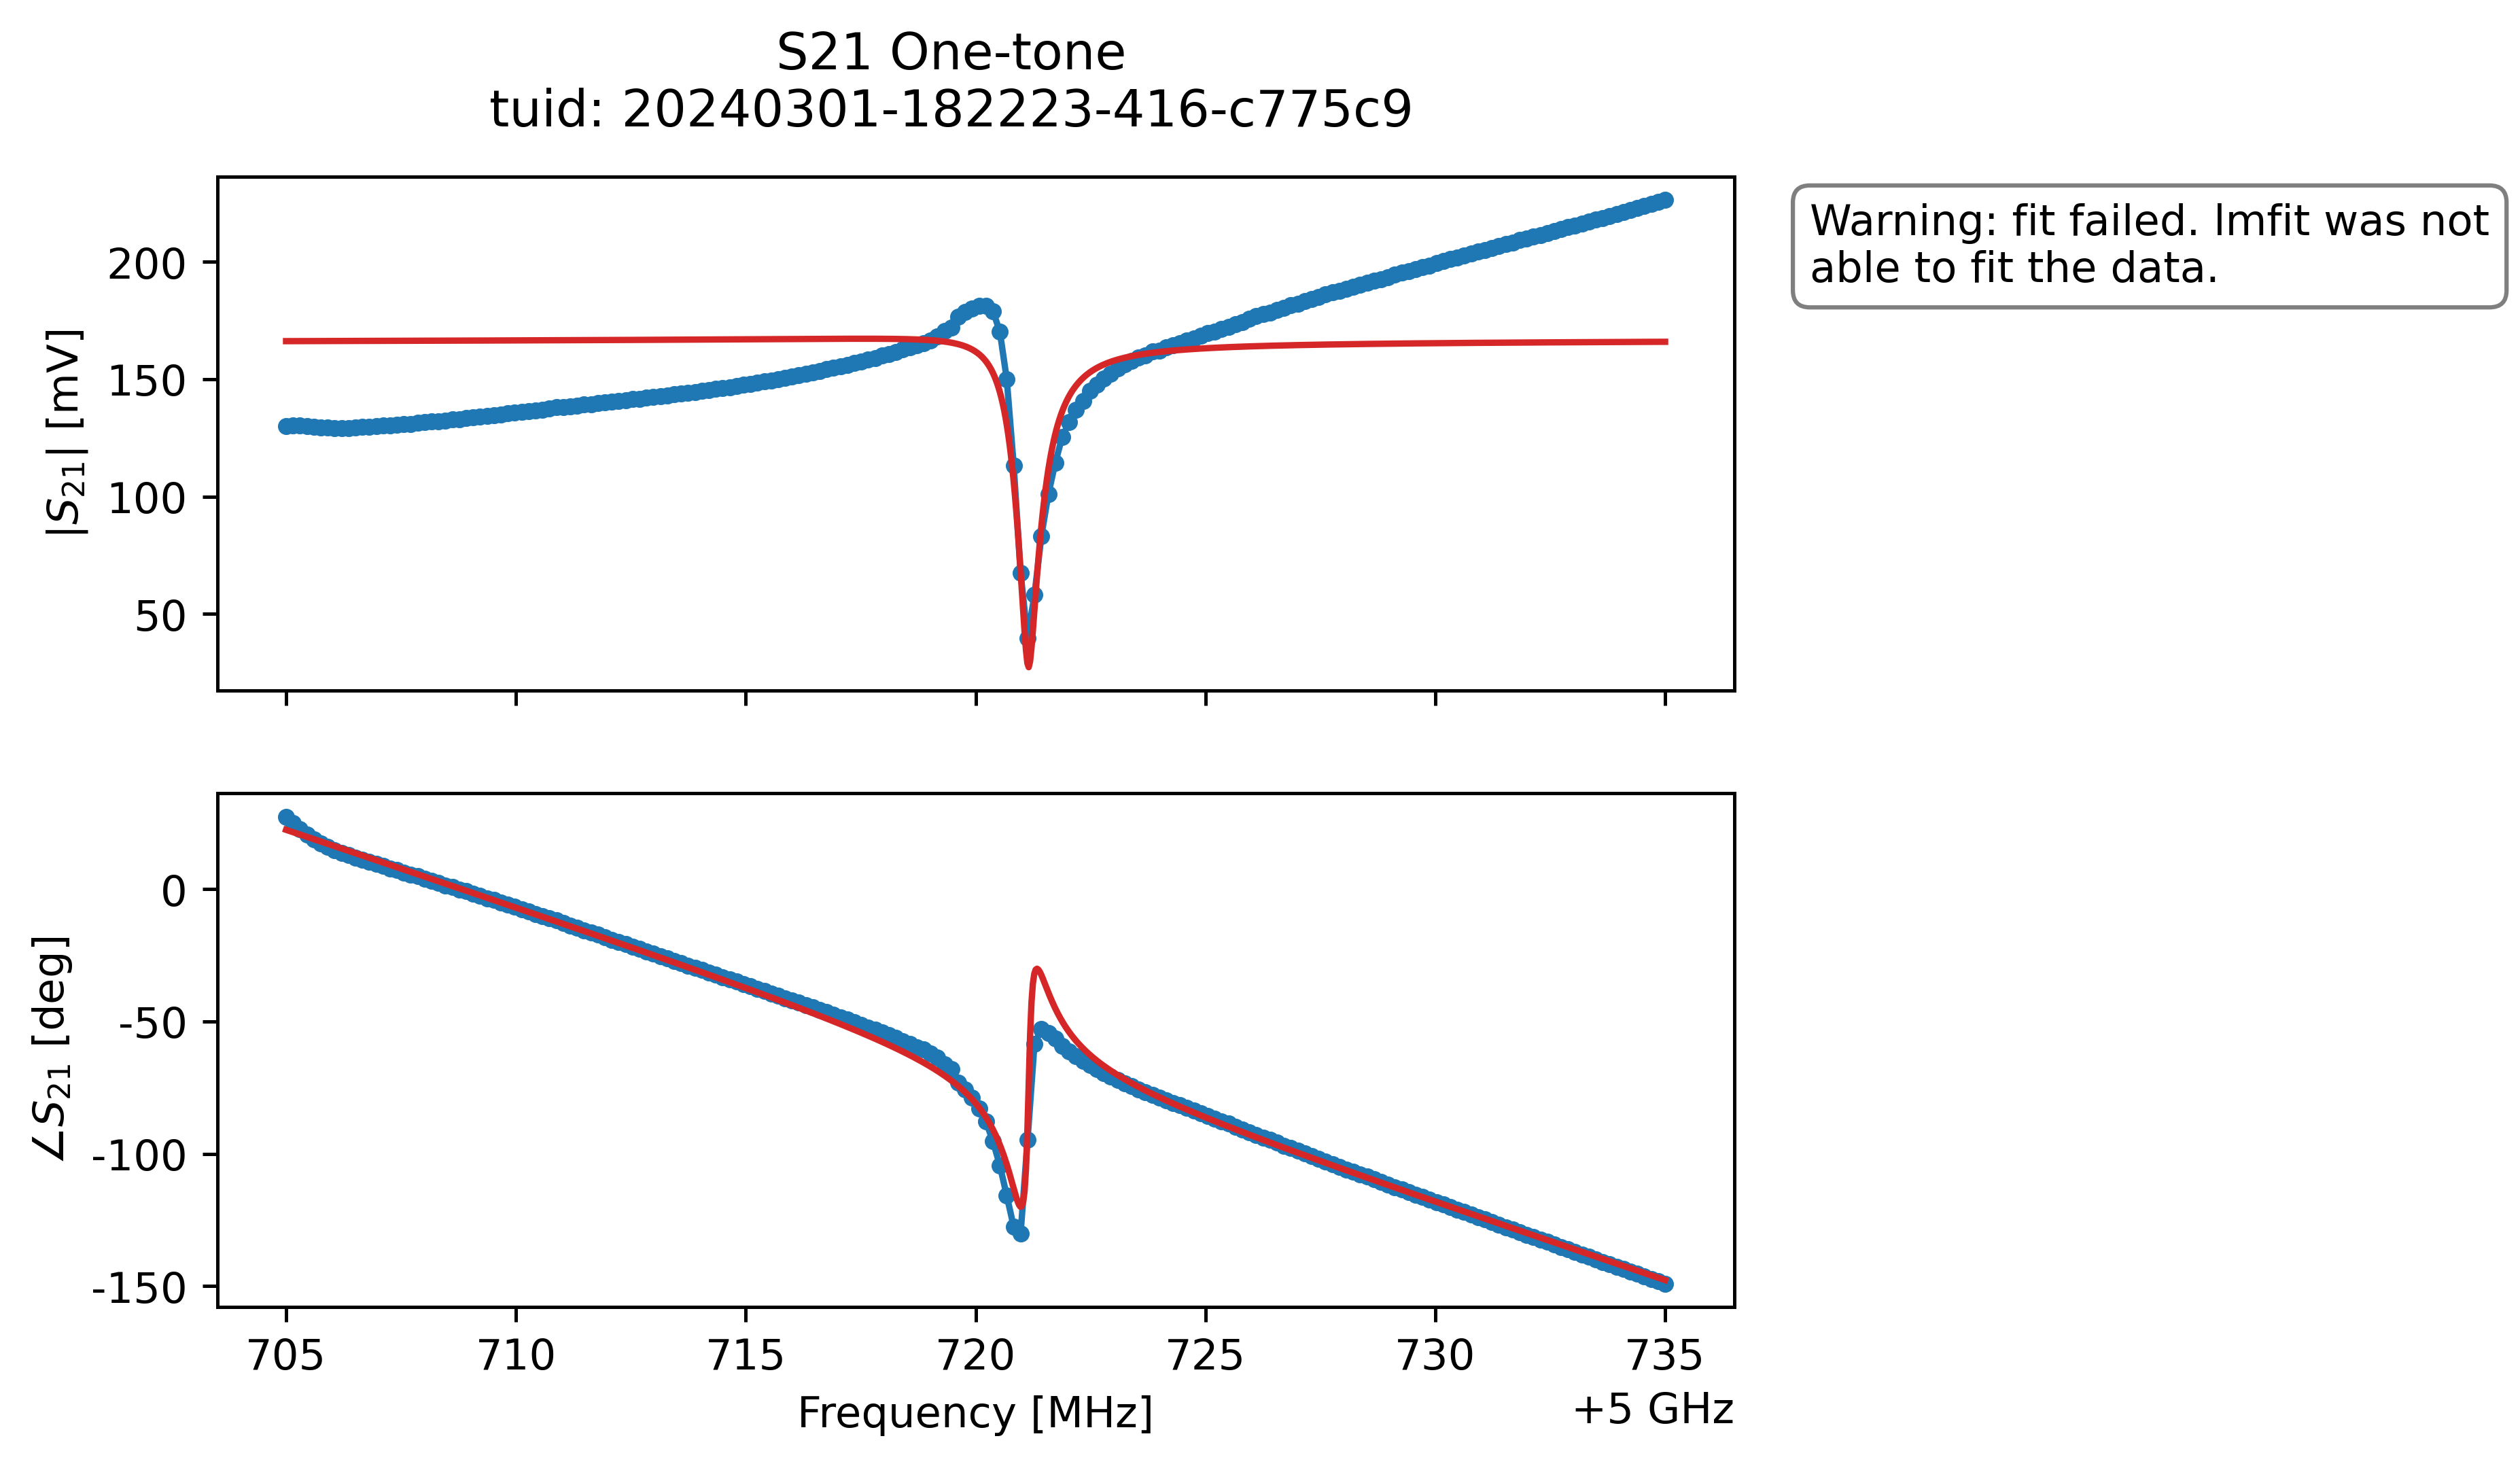 S21 One-tone
tuid: 20240301-182223-416-c775c9
Warning: fit failed. lmfit was not
able to fit the data.
|S21| [mV]
200
150
100
50
∠S21 [deg]
0
-50
-100
-150
705 710 715 720 725 730 735
Frequency [MHz]
+5 GHz